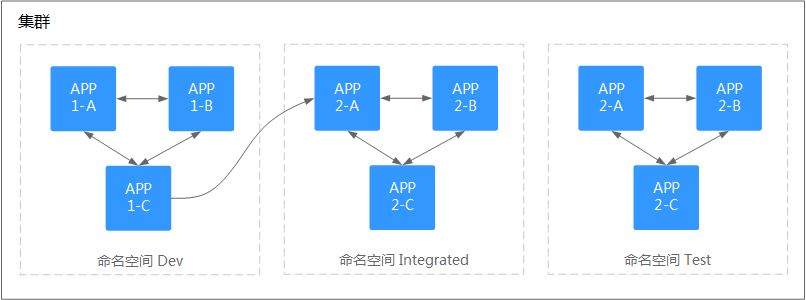 集群
APP
1-A
APP
1-B
APP
1-C
命名空间 Dev
APP
2-A
APP
2-B
APP
2-C
命名空间 Integrated
APP
2-A
APP
2-B
APP
2-C
命名空间 Test